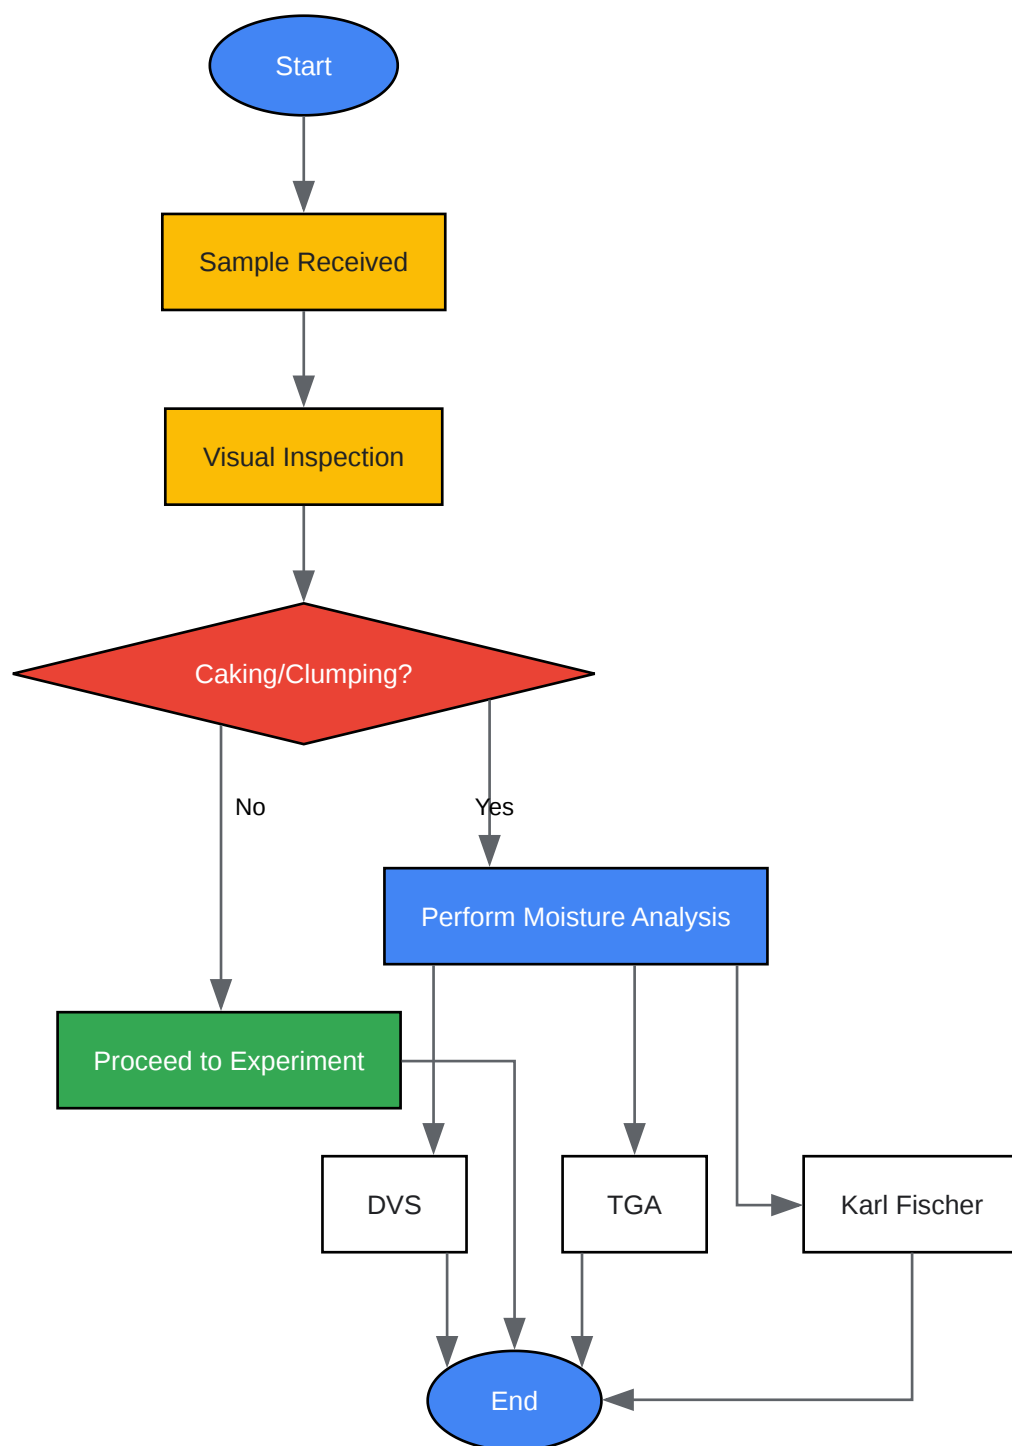 Start
Sample Received
Visual Inspection
Caking/Clumping?
No
Yes
Perform Moisture Analysis
Proceed to Experiment
DVS
TGA
Karl Fischer
End